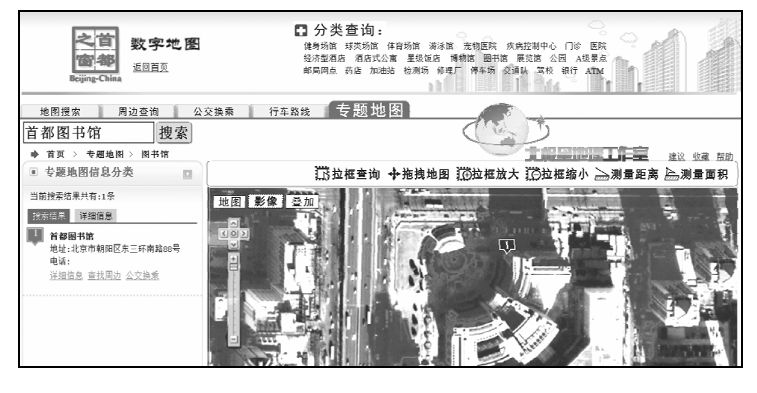 首
之
都
窗
Beijing-China
数字地图
返回首页
分类查询：
健身场馆 球类场馆 体育场馆 游泳馆 宠物医院 疾病控制中心 门诊 医院
经济型酒店 酒店式公寓 星级饭店 博物馆 图书馆 展览馆 公园 A级景点
邮局网点 药店 加油站 检测场 修理厂 停车场 交通队 驾校 银行 ATM
地图搜索 周边查询 公交换乘 行车路线 专题地图
首都图书馆 搜索
首页 > 专题地图 > 图书馆
建议 收藏 帮助
专题地图信息分类
拉框查询 拖拽地图 拉框放大 拉框缩小 测量距离 测量面积
当前搜索结果共有:1条
搜索结果 详细信息
地图 影像 叠加
1 首都图书馆
地址:北京市朝阳区东三环南路88号
电话:
详细信息 查找周边 公交换乘
1